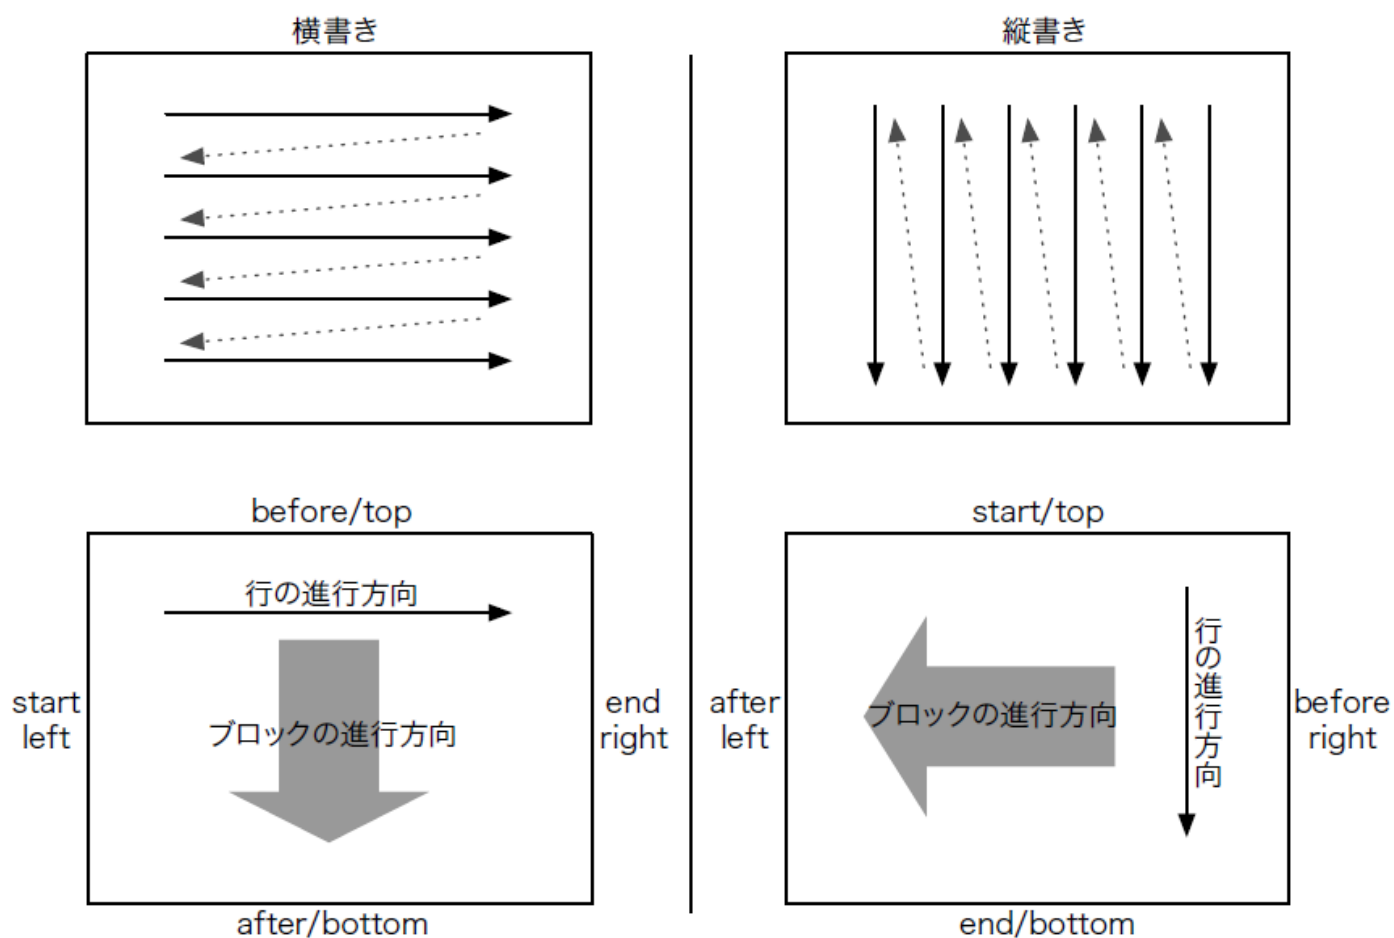 横書き
縦書き
before/top
行の進行方向
ブロックの進行方向
start
left
end
right
after/bottom
start/top
行の進行方向
ブロックの進行方向
after
left
before
right
end/bottom